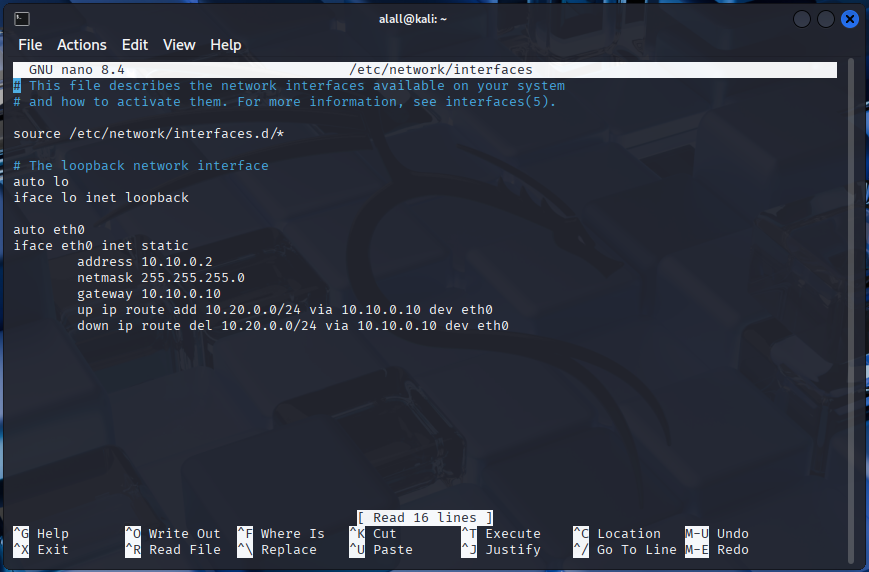 alall@kali: ~
File Actions Edit View Help
GNU nano 8.4 /etc/network/interfaces
# This file describes the network interfaces available on your system
# and how to activate them. For more information, see interfaces(5).
source /etc/network/interfaces.d/*
# The loopback network interface
auto lo
iface lo inet loopback
auto eth0
iface eth0 inet static
address 10.10.0.2
netmask 255.255.255.0
gateway 10.10.0.10
up ip route add 10.20.0.0/24 via 10.10.0.10 dev eth0
down ip route del 10.20.0.0/24 via 10.10.0.10 dev eth0
[ Read 16 lines ]
^G Help ^O Write Out ^F Where Is ^K Cut ^T Execute ^C Location M-U Undo
^X Exit ^R Read File ^\ Replace ^U Paste ^J Justify ^/ Go To Line M-E Redo